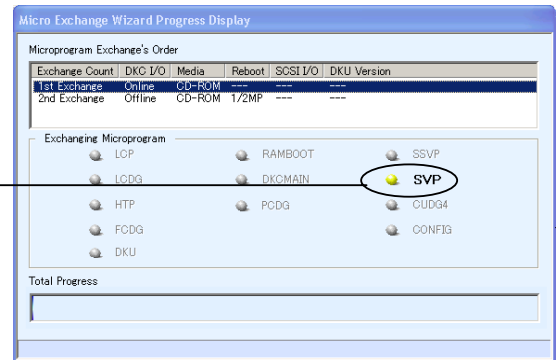 Micro Exchange Wizard Progress Display
Microprogram Exchange's Order
Exchange Count DKC I/O Media Reboot SCSI I/O DKU Version
1st Exchange Online CD-ROM --- --- ---
2nd Exchange Offline CD-ROM 1/2MP --- ---
Exchanging Microprogram
LCP RAMBOOT SSVP
LCDG DKCMAIN SVP
HTP PCDG CUDG4
FCDG CONFIG
DKU
Total Progress